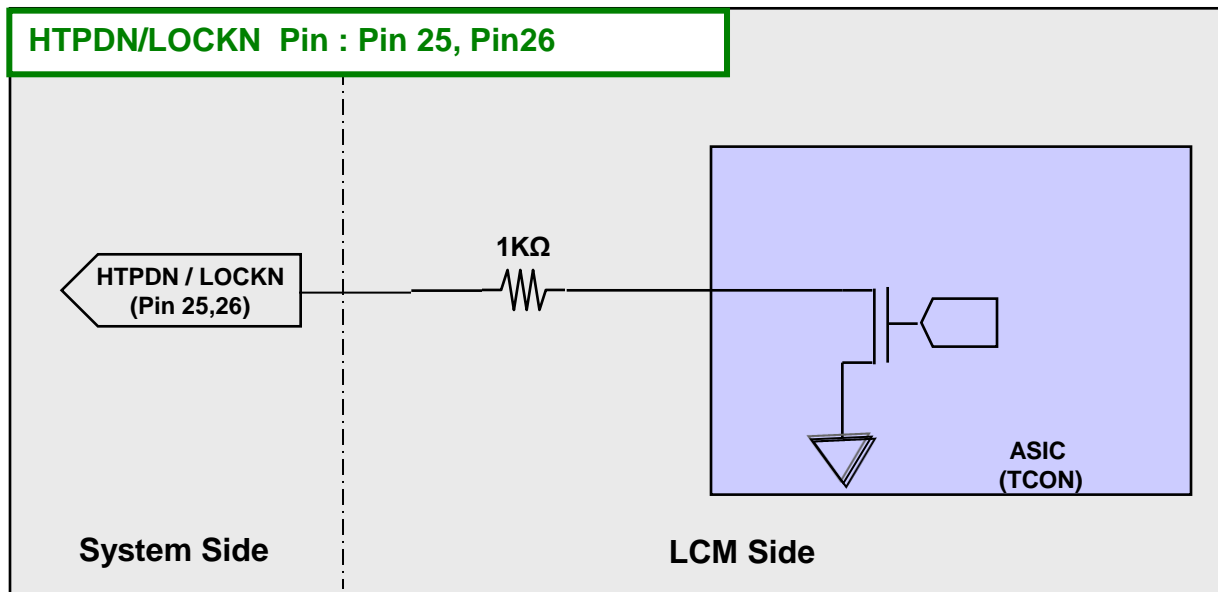 HTPDN/LOCKN Pin : Pin 25, Pin26
1KΩ
HTPDN / LOCKN
(Pin 25,26)
ASIC
(TCON)
System Side
LCM Side